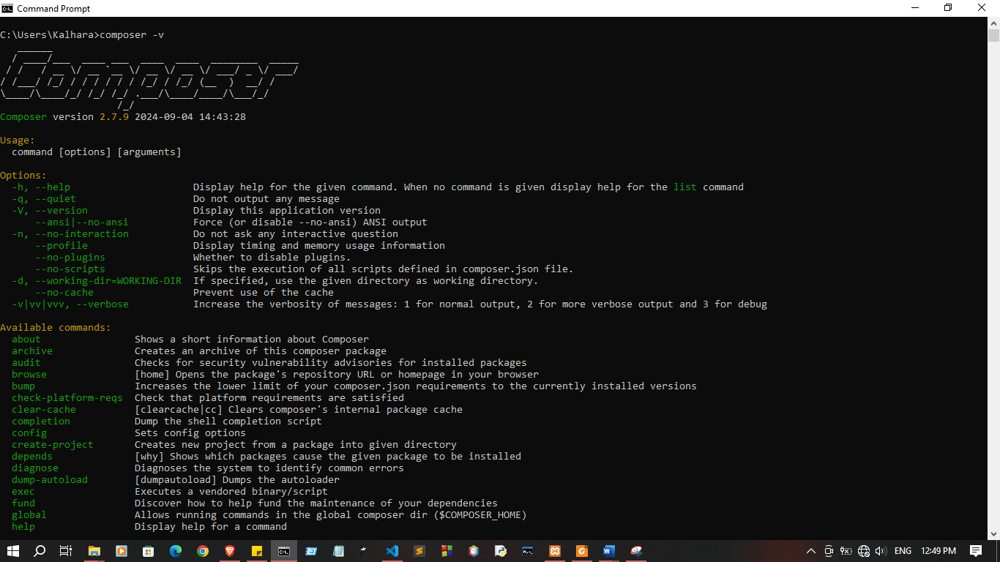 Command Prompt
C:\Users\Kalhara>composer -v
   ______
  / ____/___  ____ ___  ____  ____  ________  _____
 / /   / __ \/ __ `__ \/ __ \/ __ \/ ___/ _ \/ ___/
/ /___/ /_/ / / / / / / /_/ / /_/ (__  )  __/ /
\____/\____/_/ /_/ /_/ .___/\____/____/\___/_/
                    /_/
Composer version 2.7.9 2024-09-04 14:43:28
Usage:
  command [options] [arguments]
Options:
  -h, --help                     Display help for the given command. When no command is given display help for the list command
  -q, --quiet                    Do not output any message
  -V, --version                  Display this application version
      --ansi|--no-ansi           Force (or disable --no-ansi) ANSI output
  -n, --no-interaction           Do not ask any interactive question
      --profile                  Display timing and memory usage information
      --no-plugins               Whether to disable plugins.
      --no-scripts               Skips the execution of all scripts defined in composer.json file.
  -d, --working-dir=WORKING-DIR  If specified, use the given directory as working directory.
      --no-cache                 Prevent use of the cache
  -v|vv|vvv, --verbose           Increase the verbosity of messages: 1 for normal output, 2 for more verbose output and 3 for debug
Available commands:
  about                Shows a short information about Composer
  archive              Creates an archive of this composer package
  audit                Checks for security vulnerability advisories for installed packages
  browse               [home] Opens the package's repository URL or homepage in your browser
  bump                 Increases the lower limit of your composer.json requirements to the currently installed versions
  check-platform-reqs  Check that platform requirements are satisfied
  clear-cache          [clearcache|cc] Clears composer's internal package cache
  completion           Dump the shell completion script
  config               Sets config options
  create-project       Creates new project from a package into given directory
  depends              [why] Shows which packages cause the given package to be installed
  diagnose             Diagnoses the system to identify common errors
  dump-autoload        [dumpautoload] Dumps the autoloader
  exec                 Executes a vendored binary/script
  fund                 Discover how to help fund the maintenance of your dependencies
  global               Allows running commands in the global composer dir ($COMPOSER_HOME)
  help                 Display help for a command
ENG 12:49 PM